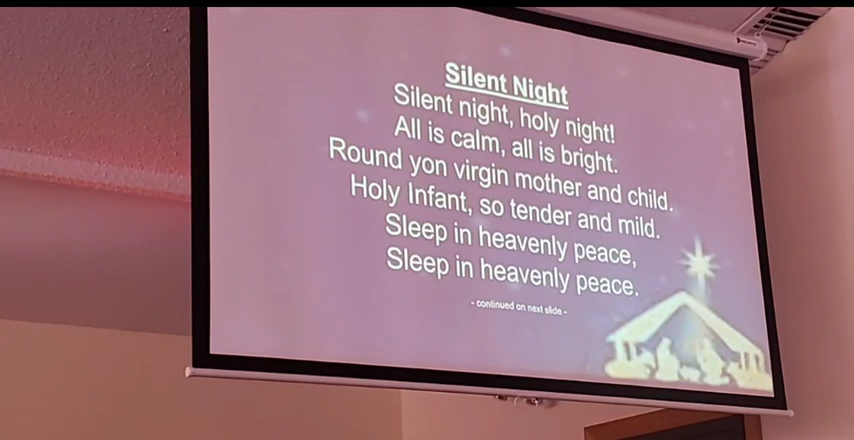 Silent Night
Silent night, holy night!
All is calm, all is bright.
Round yon virgin mother and child.
Holy Infant, so tender and mild.
Sleep in heavenly peace,
Sleep in heavenly peace.
- continued on next slide -